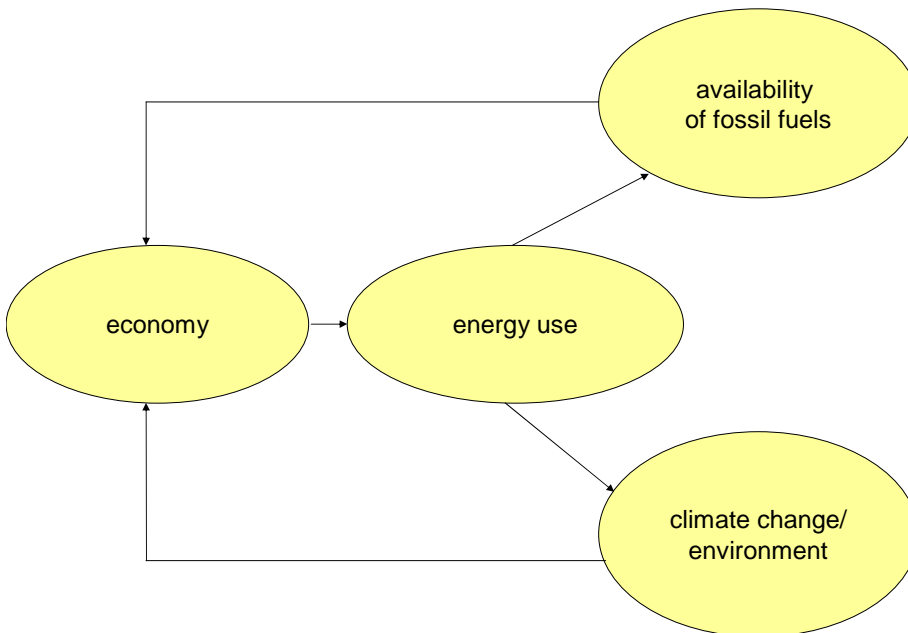 availability
of fossil fuels
economy
energy use
climate change/
environment